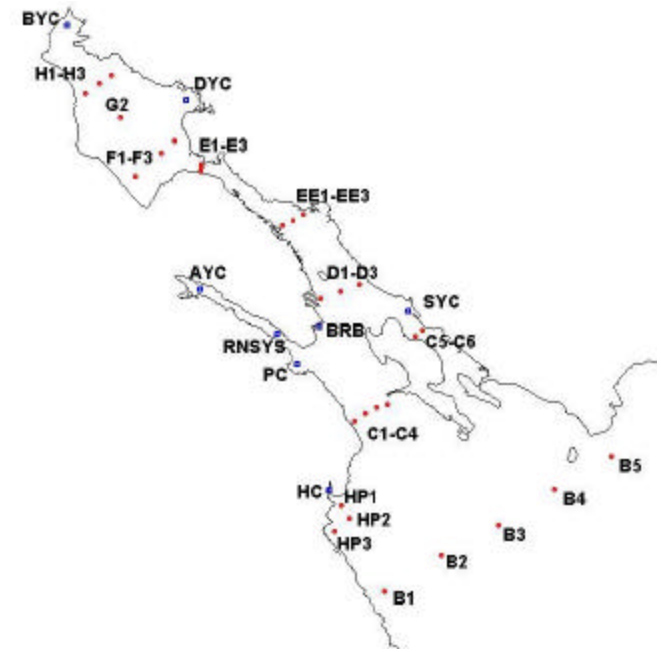 BYC
H1-H3
DYC
G2
E1-E3
F1-F3
EE1-EE3
AYC
D1-D3
SYC
BRB
RNSYS
C5-C6
PC
C1-C4
B5
B4
HC
HP1
HP2
B3
HP3
B2
B1